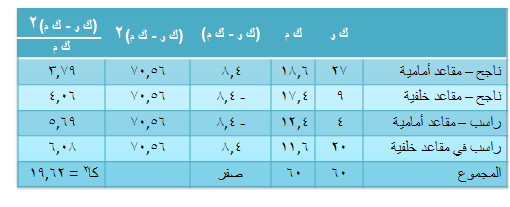 ك و	ك م	(ك و - ك م)	(ك و - ك م)٢	(ك و - ك م)٢ / ك م
ناجح – مقاعد أمامية	٢٧	١٨,٦	٨,٤	٧٠,٥٦	٣,٧٩
ناجح – مقاعد خلفية	٩	١٧,٤	- ٨,٤	٧٠,٥٦	٤,٠٦
راسب – مقاعد أمامية	٤	١٢,٤	- ٨,٤	٧٠,٥٦	٥,٦٩
راسب في مقاعد خلفية	٢٠	١١,٦	٨,٤	٧٠,٥٦	٦,٠٨
المجموع	٦٠	٦٠	صفر	كا٢ = ١٩,٦٢